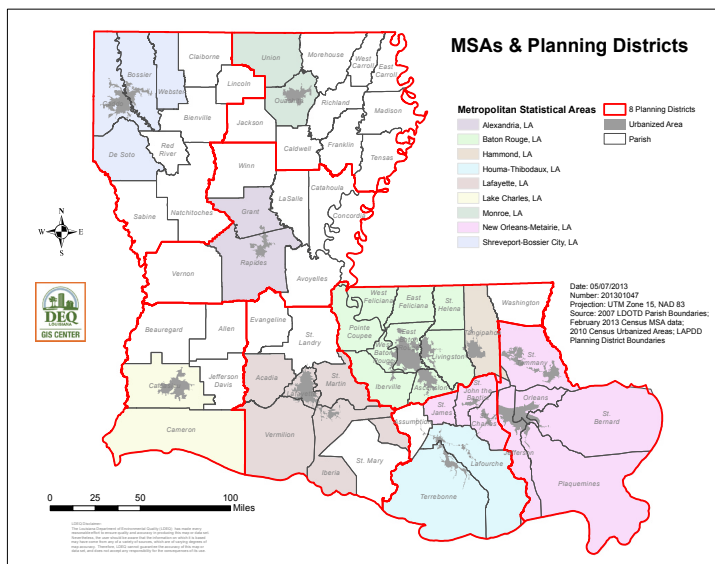 MSAs & Planning Districts
Metropolitan Statistical Areas
Alexandria, LA
Baton Rouge, LA
Hammond, LA
Houma-Thibodaux, LA
Lafayette, LA
Lake Charles, LA
Monroe, LA
New Orleans-Metairie, LA
Shreveport-Bossier City, LA
8 Planning Districts
Urbanized Area
Parish
Claiborne
Union
Morehouse
West
Carroll
East
Carroll
Bossier
Webster
Lincoln
Richland
Madison
Bienville
Jackson
De Soto
Red
River
Caldwell
Franklin
Tensas
Winn
Natchitoches
Sabine
Grant
LaSalle
Catahoula
Concordia
Rapides
Vernon
Avoyelles
N
W
E
S
DEQ
LOUISIANA
GIS CENTER
Date: 05/07/2013
Number: 201301047
Projection: UTM Zone 15, NAD 83
Source: 2007 LDOTD Parish Boundaries;
February 2013 Census MSA data;
2010 Census Urbanized Areas; LAPDD
Planning District Boundaries
West
Feliciana
East
Feliciana
St.
Helena
Washington
Tangipahoa
Beauregard
Allen
Evangeline
St.
Landry
Pointe
Coupee
West
Baton
Rouge
East
Livingston
St.
Tammany
Jefferson
Davis
Acadia
St.
Martin
Iberville
Ascension
St.
James
St.
John the
Baptist
Orleans
St.
Bernard
Cameron
Vermilion
Iberia
St. Mary
Assumption
Charles
Jefferson
Lafourche
Terrebonne
Plaquemines
0 25 50 100
Miles